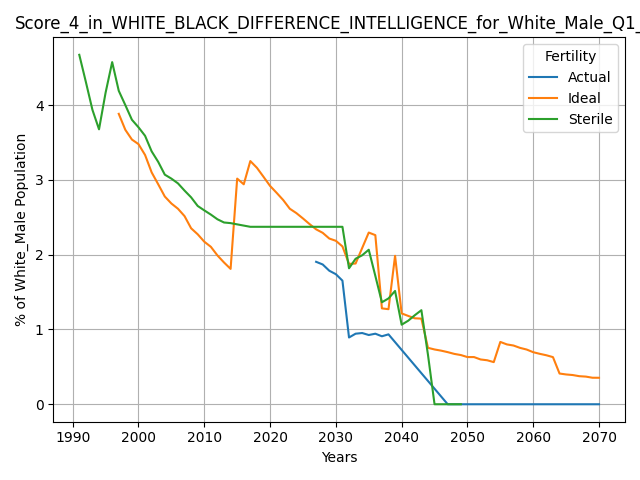 Score_4_in_WHITE_BLACK_DIFFERENCE_INTELLIGENCE_for_White_Male_Q1_
Fertility
Actual
Ideal
Sterile
% of White_Male Population
4
3
2
1
0
1990 2000 2010 2020 2030 2040 2050 2060 2070
Years